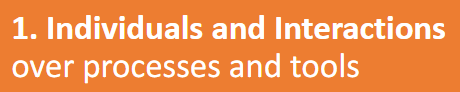 1. Individuals and Interactions
over processes and tools